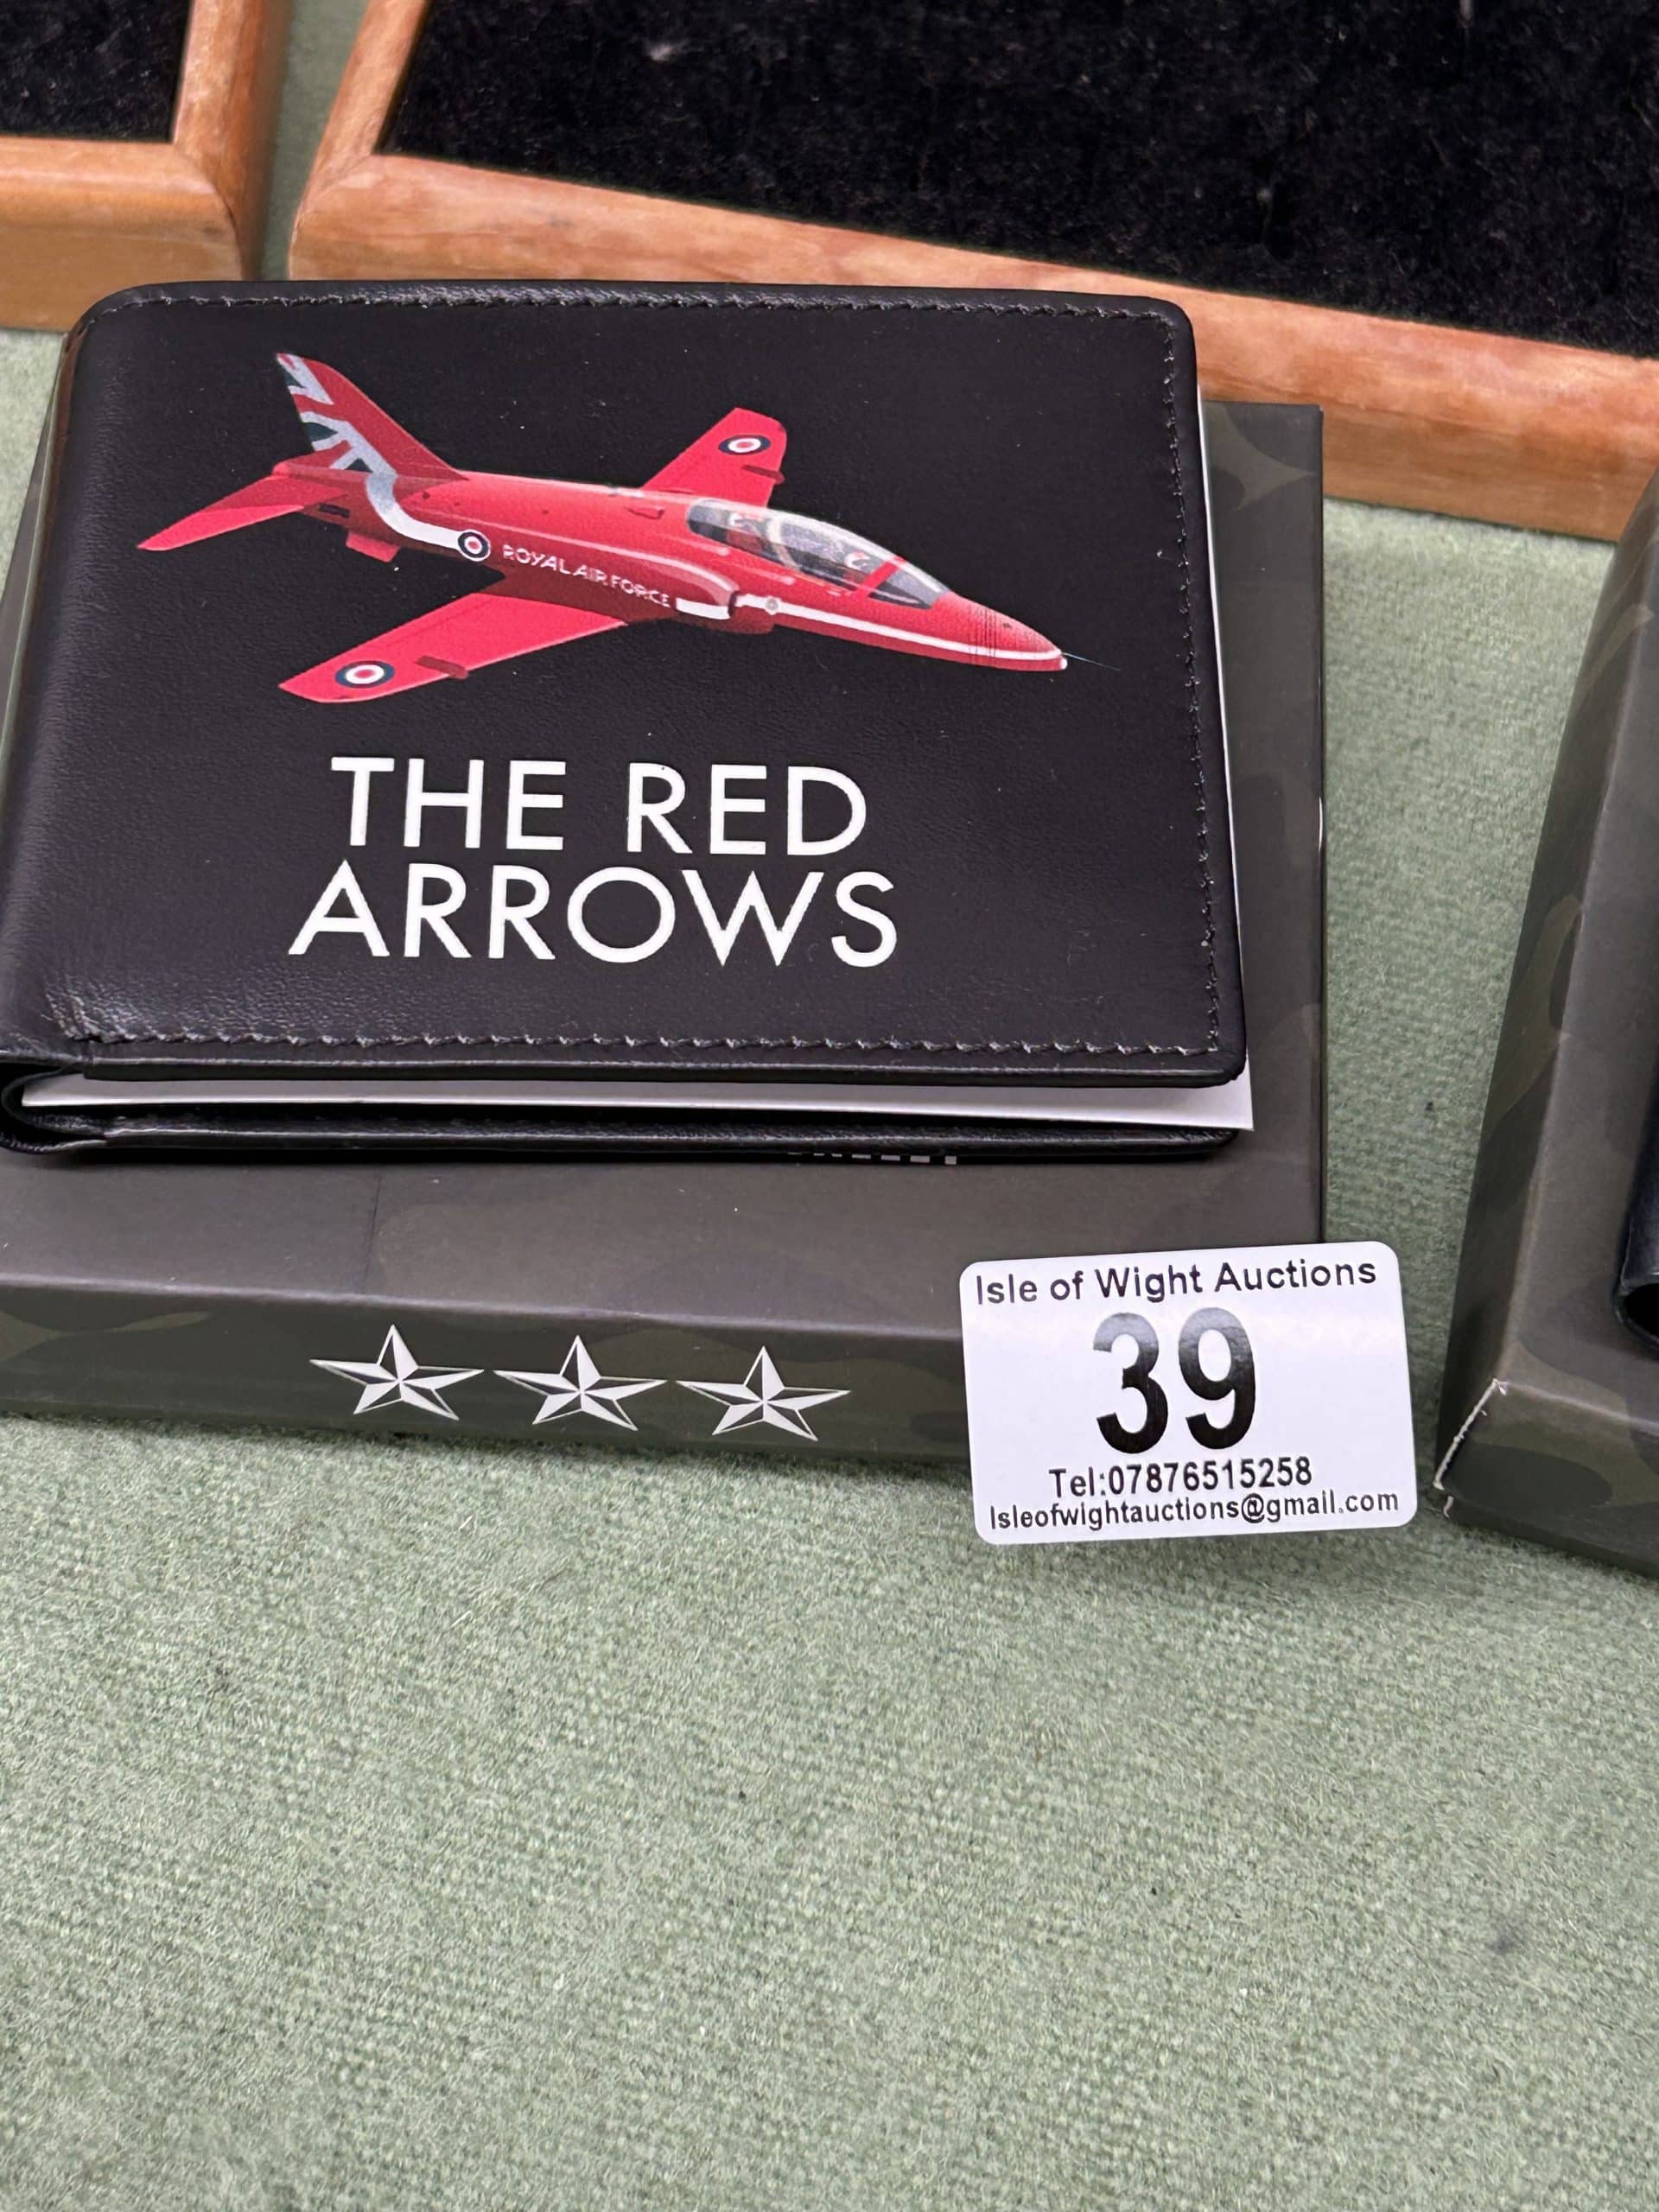 ROYAL AIR FORCE
THE RED
ARROWS
Isle of Wight Auctions
39
Tel:07876515258
Isleofwightauctions@gmail.com